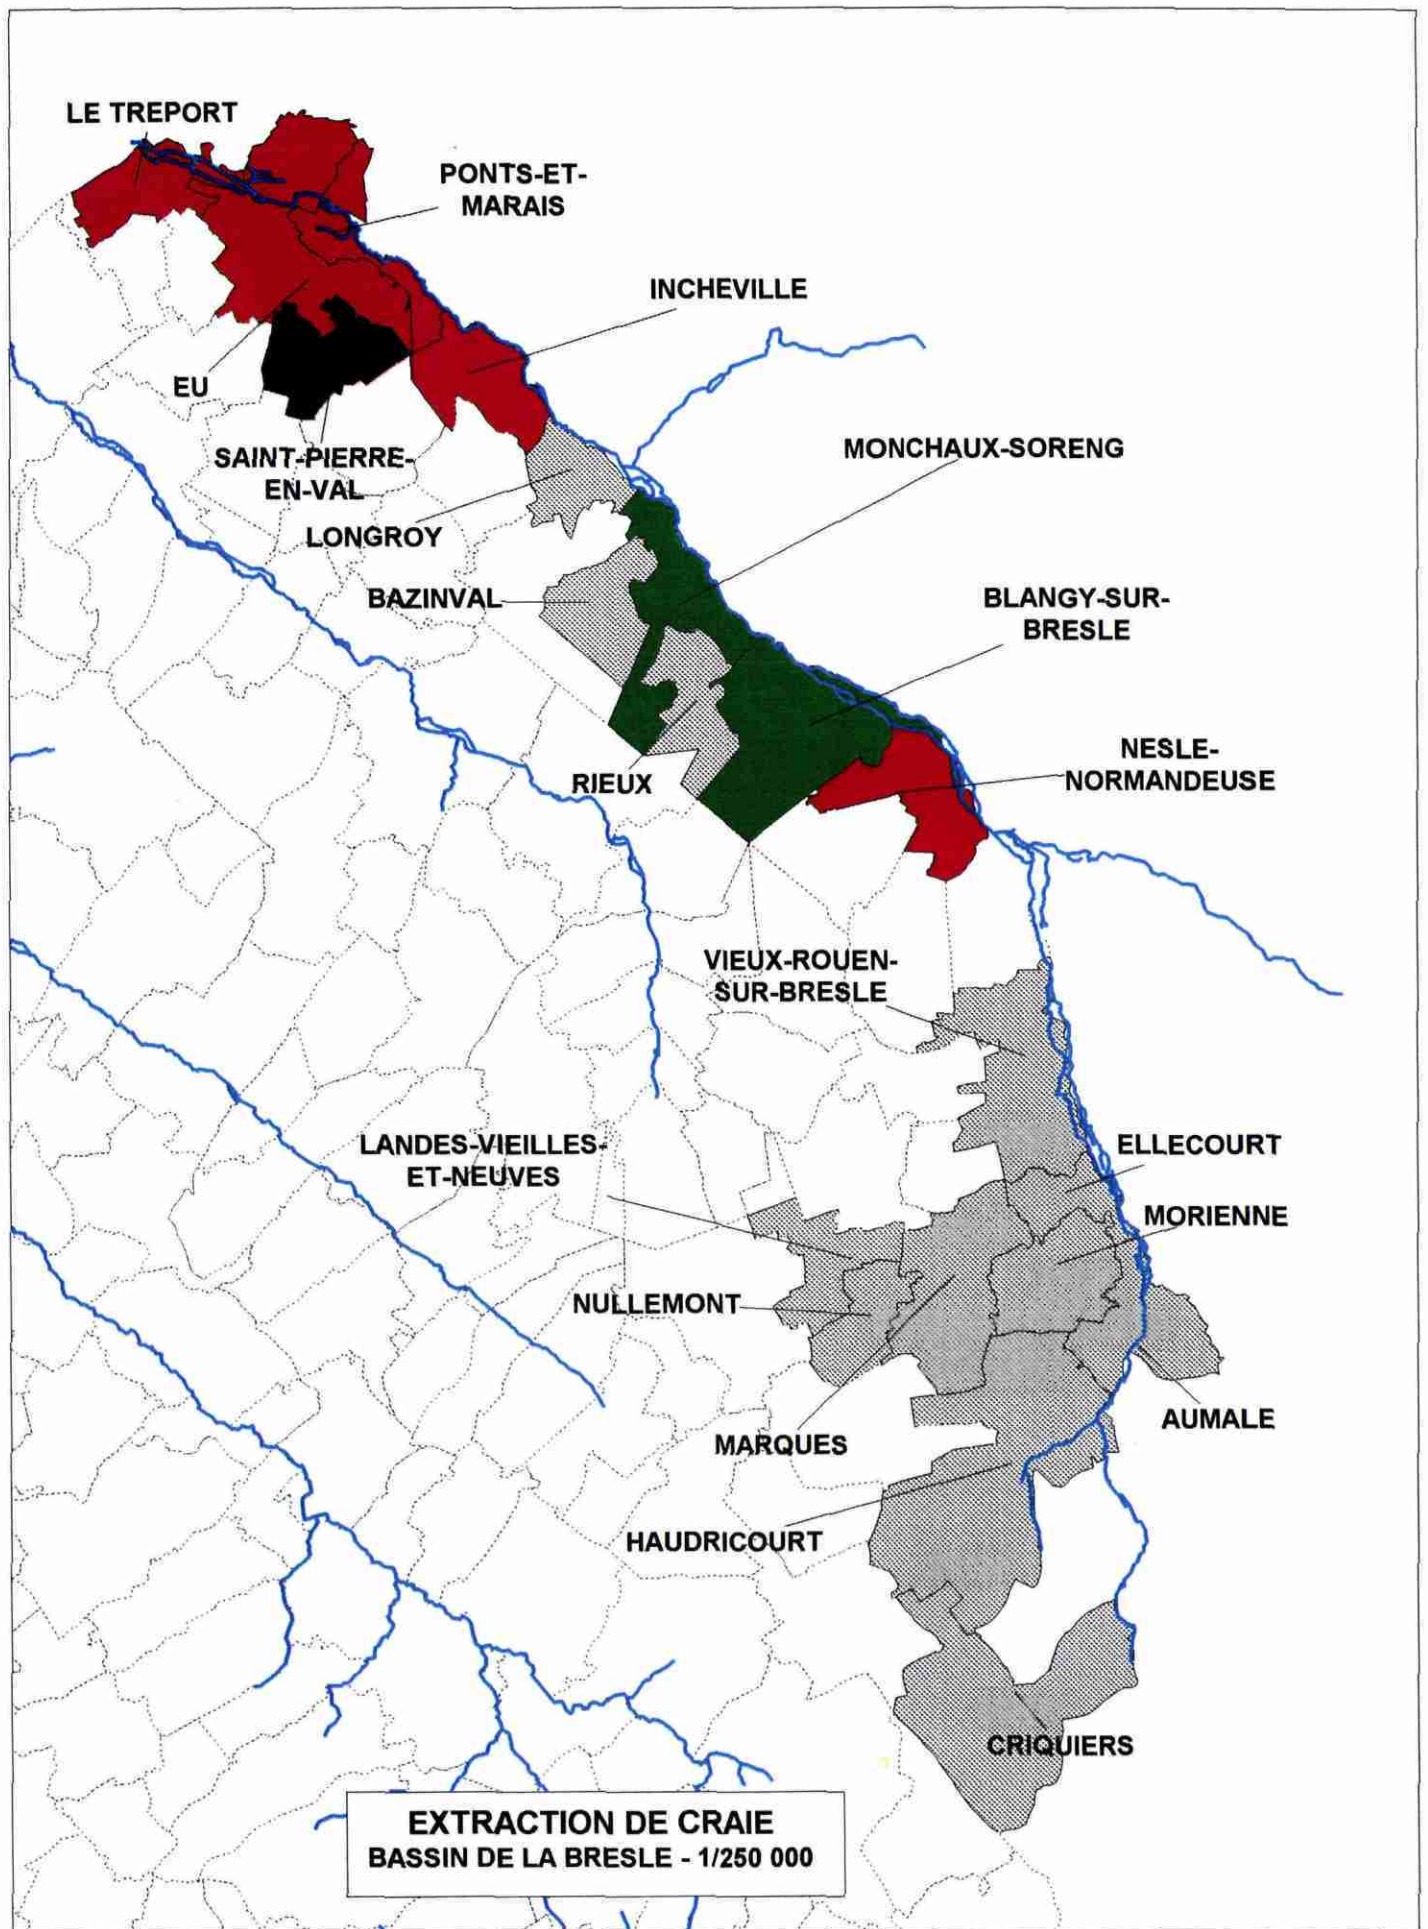 LE TREPORT
PONTS-ET-
MARAIS
INCHEVILLE
EU
SAINT-PIERRE-
EN-VAL
MONCHAUX-SORENG
LONGROY
BAZINVAL
BLANGY-SUR-
BRESLE
RIEUX
NESLE-
NORMANDEUSE
VIEUX-ROUEN-
SUR-BRESLE
LANDES-VIEILLES-
ET-NEUVES
ELLECOURT
MORIENNE
NULLEMONT
AUMALE
MARQUES
HAUDRICOURT
CRIQUIERS
EXTRACTION DE CRAIE
BASSIN DE LA BRESLE - 1/250 000